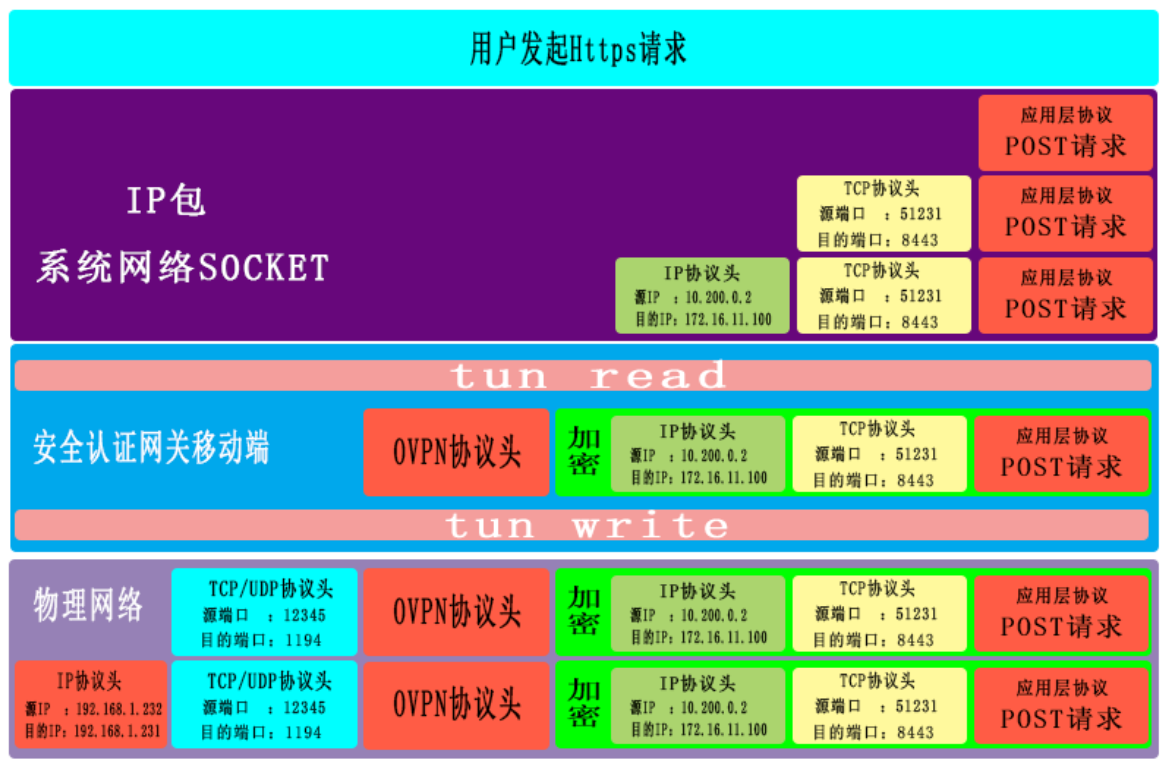 用户发起Https请求
应用层协议
POST请求
IP包
系统网络SOCKET
TCP协议头
源端口 ：51231
目的端口：8443
应用层协议
POST请求
IP协议头
源IP ：10.200.0.2
目的IP：172.16.11.100
TCP协议头
源端口 ：51231
目的端口：8443
应用层协议
POST请求
tun read
安全认证网关移动端
OVPN协议头
加密
IP协议头
源IP ：10.200.0.2
目的IP：172.16.11.100
TCP协议头
源端口 ：51231
目的端口：8443
应用层协议
POST请求
tun write
物理网络
TCP/UDP协议头
源端口 ：12345
目的端口：1194
OVPN协议头
加密
IP协议头
源IP ：10.200.0.2
目的IP：172.16.11.100
TCP协议头
源端口 ：51231
目的端口：8443
应用层协议
POST请求
IP协议头
源IP ：192.168.1.232
目的IP：192.168.1.231
TCP/UDP协议头
源端口 ：12345
目的端口：1194
OVPN协议头
加密
IP协议头
源IP ：10.200.0.2
目的IP：172.16.11.100
TCP协议头
源端口 ：51231
目的端口：8443
应用层协议
POST请求